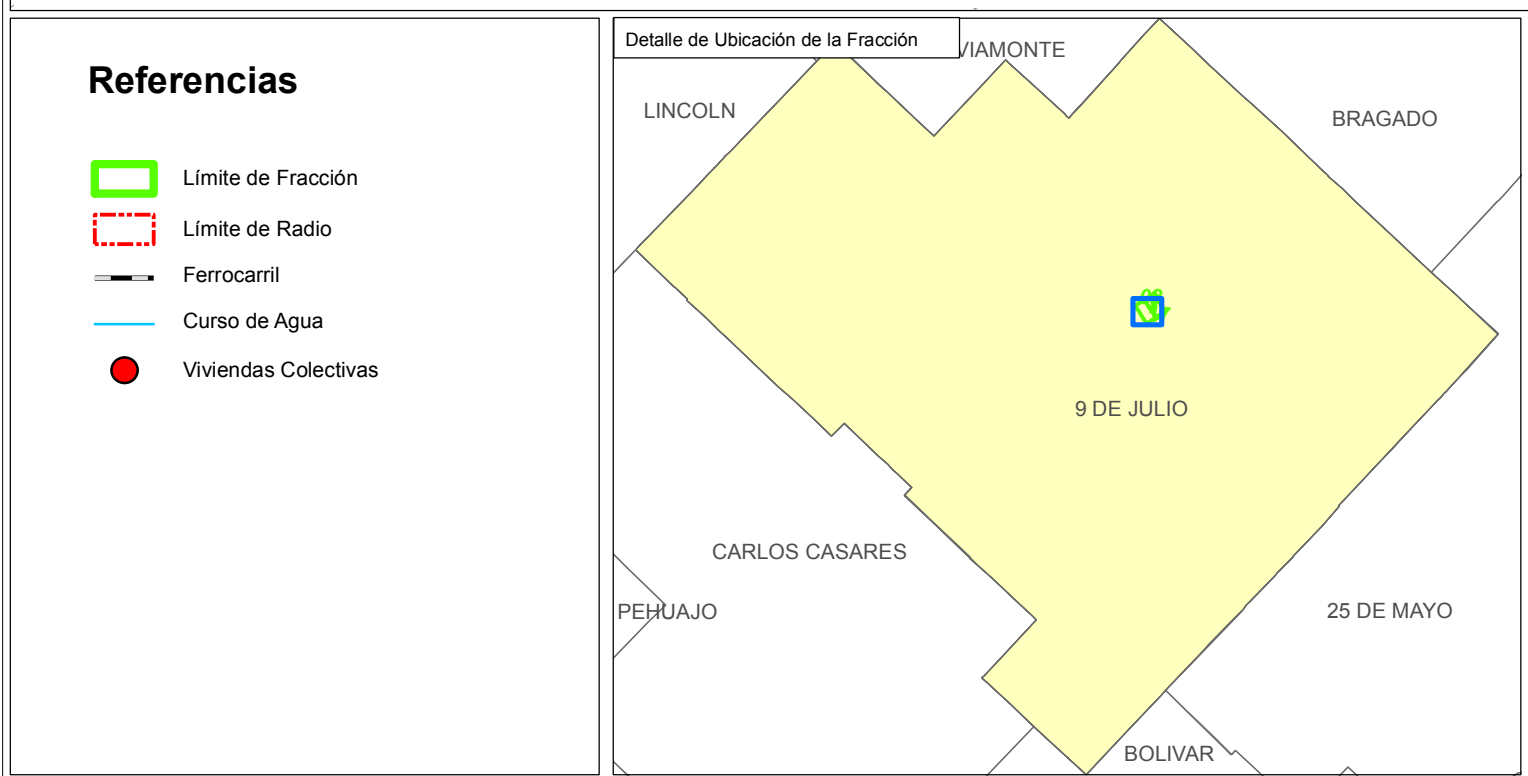 Referencias
Límite de Fracción
Límite de Radio
Ferrocarril
Curso de Agua
Viviendas Colectivas
Detalle de Ubicación de la Fracción
VIAMONTE
LINCOLN
BRAGADO
9 DE JULIO
CARLOS CASARES
PEHUAJO
25 DE MAYO
BOLIVAR